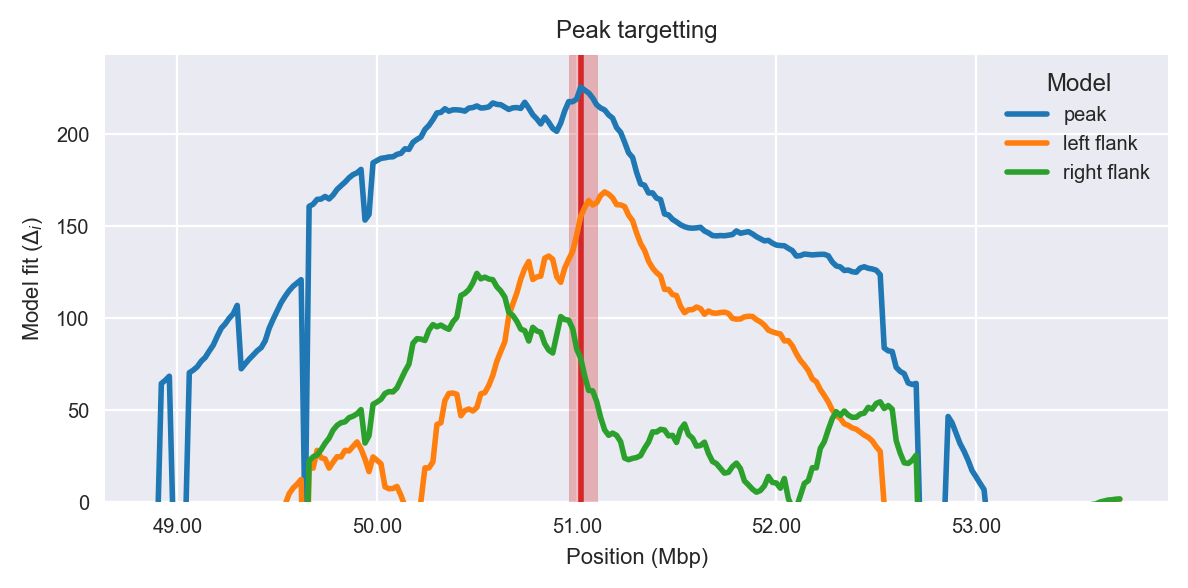 Peak targetting
Model
peak
left flank
right flank
Model fit (Δi)
200
150
100
50
0
49.00 50.00 51.00 52.00 53.00
Position (Mbp)